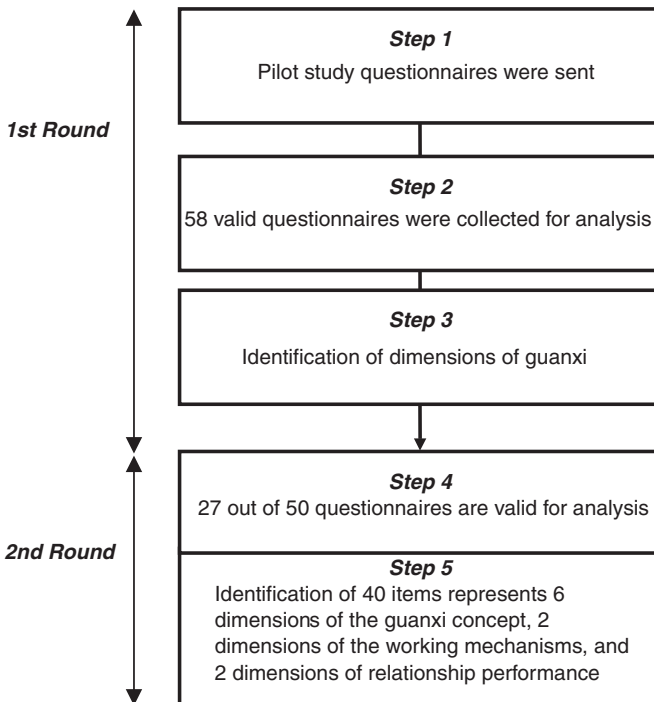 Step 1
Pilot study questionnaires were sent
1st Round
Step 2
58 valid questionnaires were collected for analysis
Step 3
Identification of dimensions of guanxi
Step 4
27 out of 50 questionnaires are valid for analysis
2nd Round
Step 5
Identification of 40 items represents 6
dimensions of the guanxi concept, 2
dimensions of the working mechanisms, and
2 dimensions of relationship performance